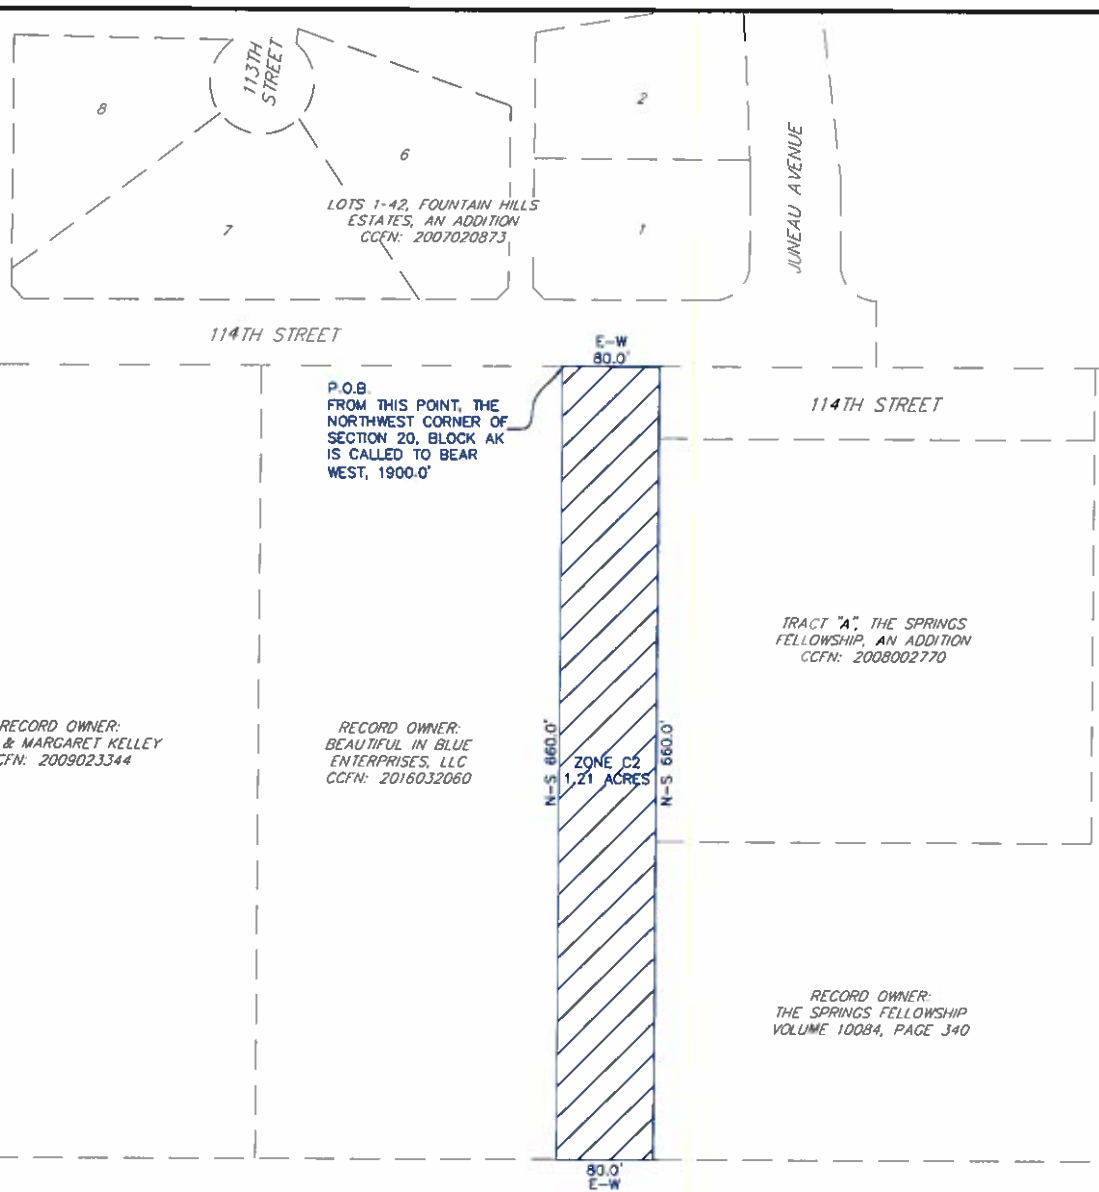 113TH
STREET
8
6
7
2
1
LOTS 1-42, FOUNTAIN HILLS
ESTATES, AN ADDITION
CCFN: 2007020873
JUNEAU AVENUE
114TH STREET
E-W
80.0'
P.O.B.
FROM THIS POINT, THE
NORTHWEST CORNER OF
SECTION 20, BLOCK AK
IS CALLED TO BEAR
WEST, 1900.0'
114TH STREET
TRACT "A", THE SPRINGS
FELLOWSHIP, AN ADDITION
CCFN: 2008002770
RECORD OWNER:
& MARGARET KELLEY
CFN: 2009023344
RECORD OWNER:
BEAUTIFUL IN BLUE
ENTERPRISES, LLC
CCFN: 2016032060
N-S 660.0'
ZONE C2
1.21 ACRES
N-S 660.0'
RECORD OWNER:
THE SPRINGS FELLOWSHIP
VOLUME 10084, PAGE 340
80.0'
E-W